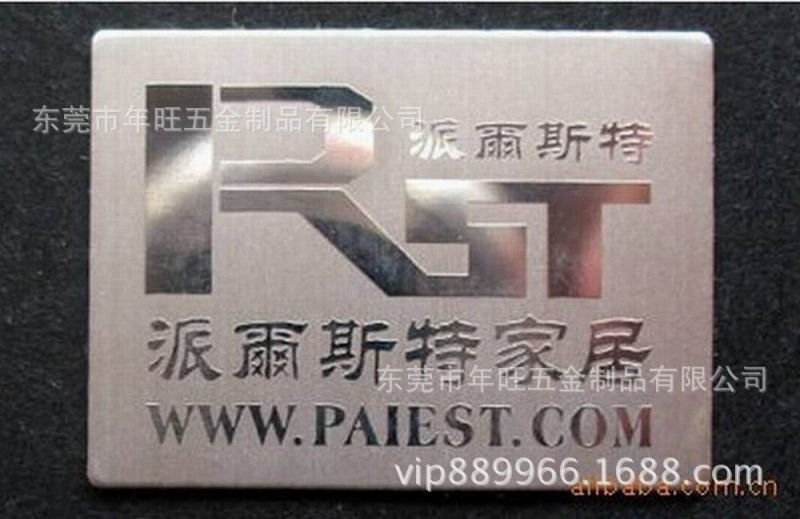 东莞市年旺五金制品有限公司
派爾斯特
RST
派爾斯特家居
东莞市年旺五金制品有限公司
WWW.PAIEST.COM
vip889966.1688.com
alibaba.com.cn